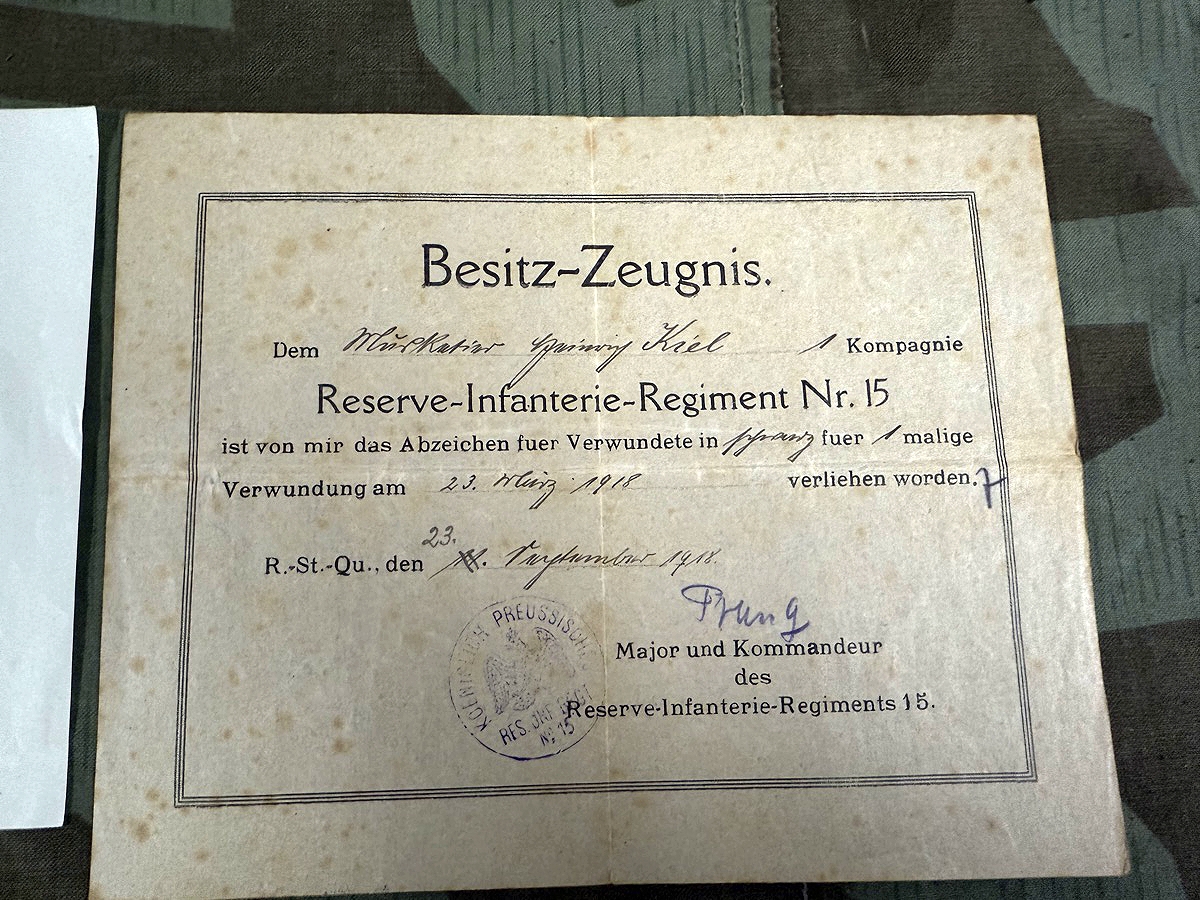 Besitz-Zeugnis.
Dem Musketier Heinrich Kiel 1 Kompagnie
Reserve-Infanterie-Regiment Nr. 15
ist von mir das Abzeichen fuer Verwundete in schwarz fuer 1 malige
Verwundung am 23. März 1918 verliehen worden.
23.
R.-St.-Qu., den September 1918.
Major und Kommandeur
des
Reserve-Infanterie-Regiments 15.
KOENIGLICH PREUSSISCHES
RES. INF. REGT
No 15